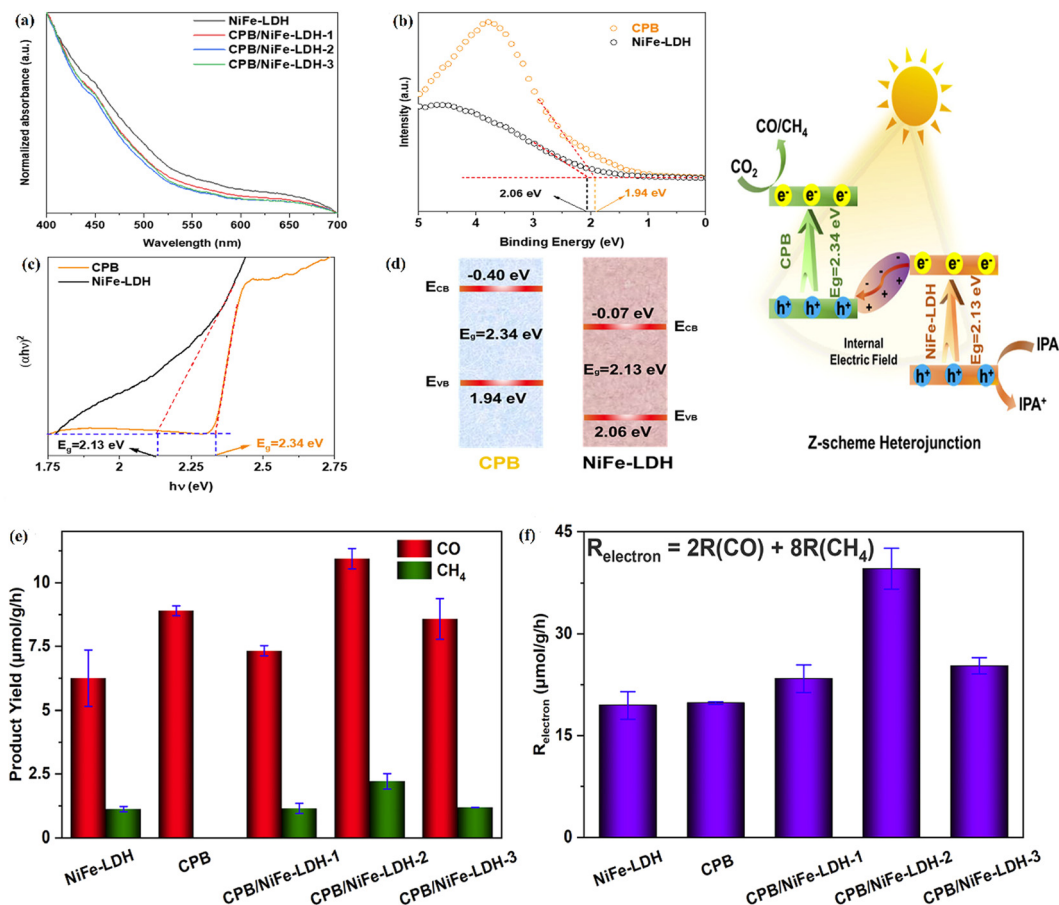 (a)
NiFe-LDH
CPB/NiFe-LDH-1
CPB/NiFe-LDH-2
CPB/NiFe-LDH-3
Normalized absorbance (a.u.)
400 450 500 550 600 650 700
Wavelength (nm)
(b)
CPB
NiFe-LDH
Intensity (a.u.)
2.06 eV
1.94 eV
5 4 3 2 1 0
Binding Energy (eV)
(c)
CPB
NiFe-LDH
(αhν)²
E₉=2.13 eV
E₉=2.34 eV
1.75 2 2.25 2.5 2.75
hν (eV)
(d)
-0.40 eV
ECB
E₉=2.34 eV
EVB
1.94 eV
CPB
-0.07 eV
ECB
E₉=2.13 eV
EVB
2.06 eV
NiFe-LDH
CO/CH₄
CO₂
e⁻ e⁻ e⁻
CPB
Eg=2.34 eV
h⁺ h⁺ h⁺
- - - -
+ + + +
Internal
Electric Field
e⁻ e⁻ e⁻
NiFe-LDH
Eg=2.13 eV
h⁺ h⁺ h⁺
IPA
IPA⁺
Z-scheme Heterojunction
(e)
CO
CH₄
Product Yield (μmol/g/h)
10
7.5
5
2.5
0
NiFe-LDH
CPB
CPB/NiFe-LDH-1
CPB/NiFe-LDH-2
CPB/NiFe-LDH-3
(f)
Relectron = 2R(CO) + 8R(CH₄)
Relectron (μmol/g/h)
45
30
15
0
NiFe-LDH
CPB
CPB/NiFe-LDH-1
CPB/NiFe-LDH-2
CPB/NiFe-LDH-3